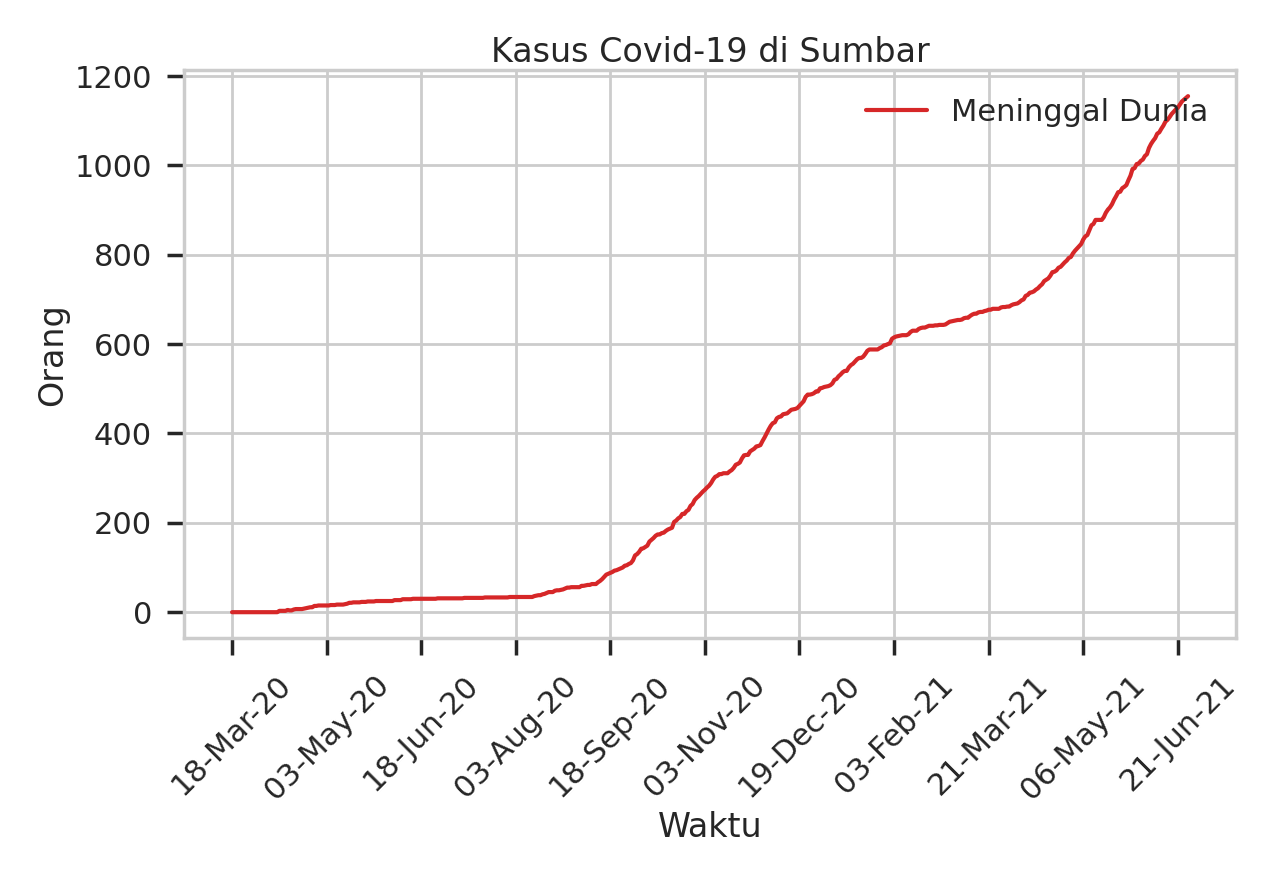 Kasus Covid-19 di Sumbar
Meninggal Dunia
Orang
1200
1000
800
600
400
200
0
18-Mar-20
03-May-20
18-Jun-20
03-Aug-20
18-Sep-20
03-Nov-20
19-Dec-20
03-Feb-21
21-Mar-21
06-May-21
21-Jun-21
Waktu